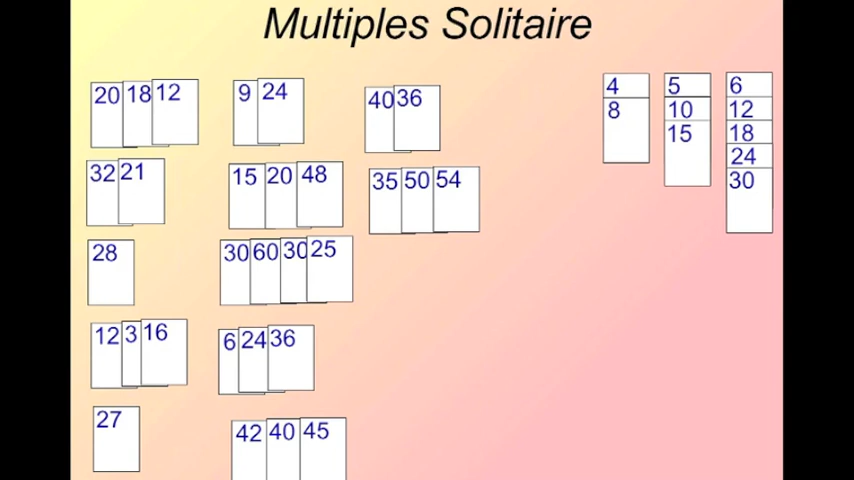 Multiples Solitaire
20 18 12 9 24 40 36 4 5 6
8 10 12
15 18
24
32 21 15 20 48 35 50 54 30
28 30 60 30 25
12 3 16 6 24 36
27 42 40 45